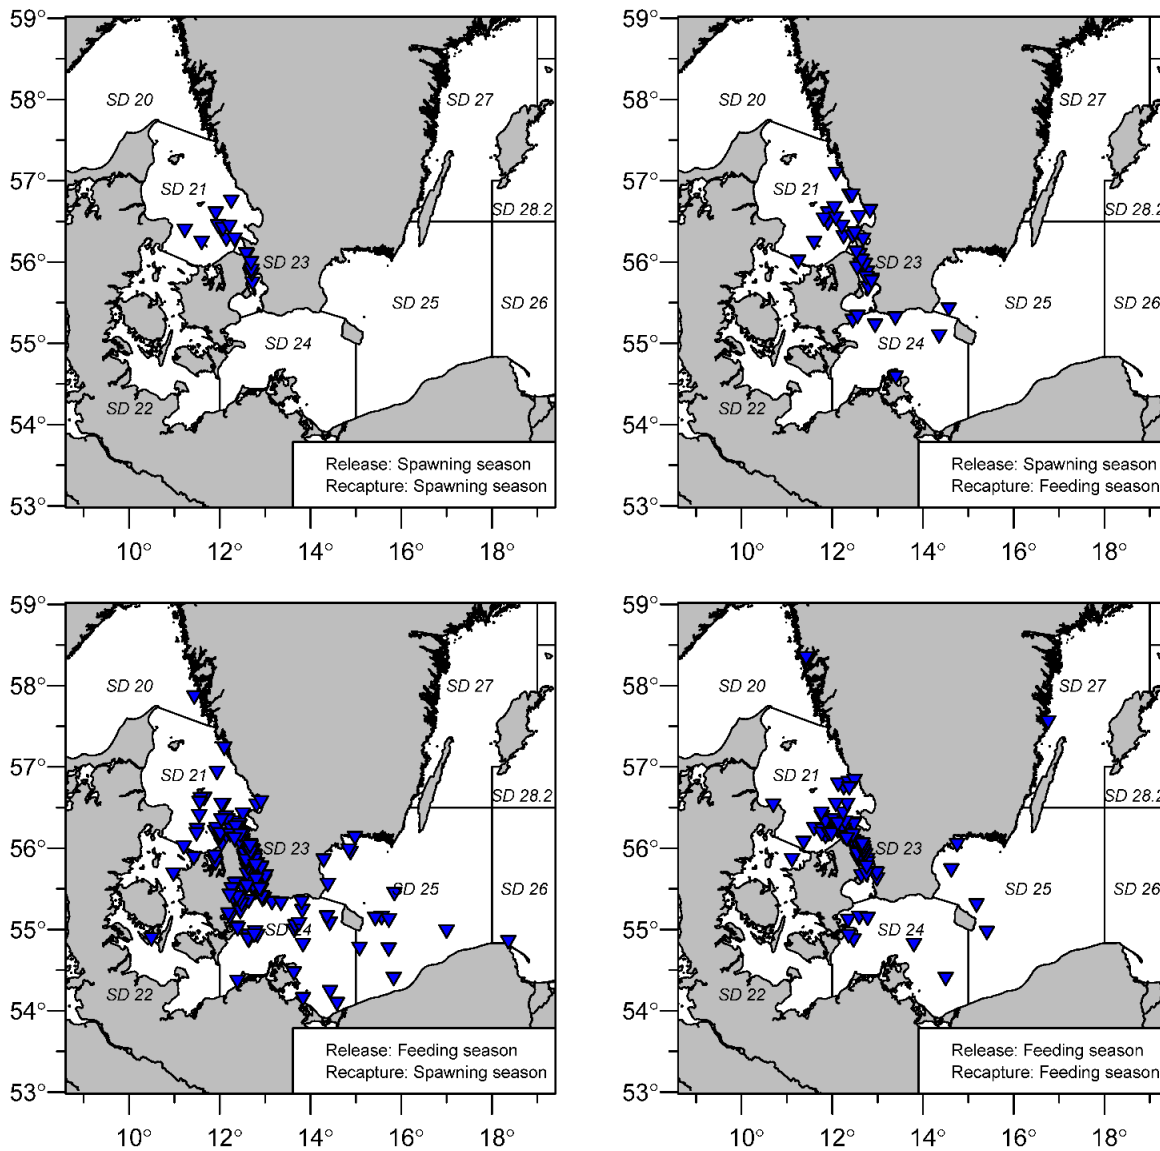 59°
58°
57°
56°
55°
54°
53°
SD 20
SD 27
SD 21
SD 28.2
SD 23
SD 25
SD 26
SD 24
SD 22
Release: Spawning season
Recapture: Spawning season
10°
12°
14°
16°
18°
59°
58°
57°
56°
55°
54°
53°
SD 20
SD 27
SD 21
SD 28.2
SD 23
SD 25
SD 26
SD 24
SD 22
Release: Spawning season
Recapture: Feeding season
10°
12°
14°
16°
18°
59°
58°
57°
56°
55°
54°
53°
SD 20
SD 27
SD 21
SD 28.2
SD 23
SD 25
SD 26
SD 24
SD 22
Release: Feeding season
Recapture: Spawning season
10°
12°
14°
16°
18°
59°
58°
57°
56°
55°
54°
53°
SD 20
SD 27
SD 21
SD 28.2
SD 23
SD 25
SD 26
SD 24
SD 22
Release: Feeding season
Recapture: Feeding season
10°
12°
14°
16°
18°